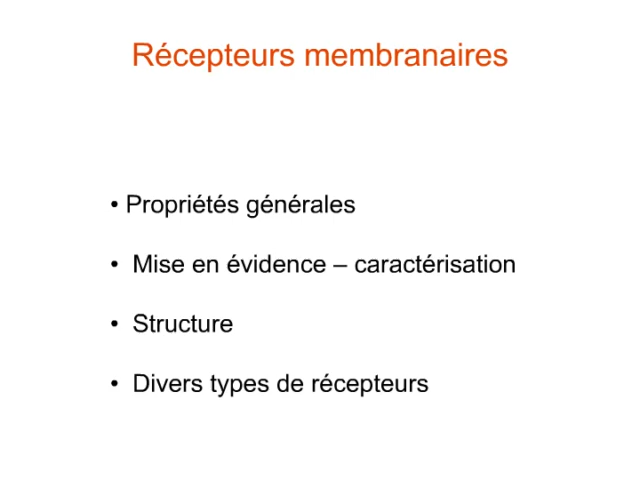 Récepteurs membranaires
• Propriétés générales
• Mise en évidence – caractérisation
• Structure
• Divers types de récepteurs